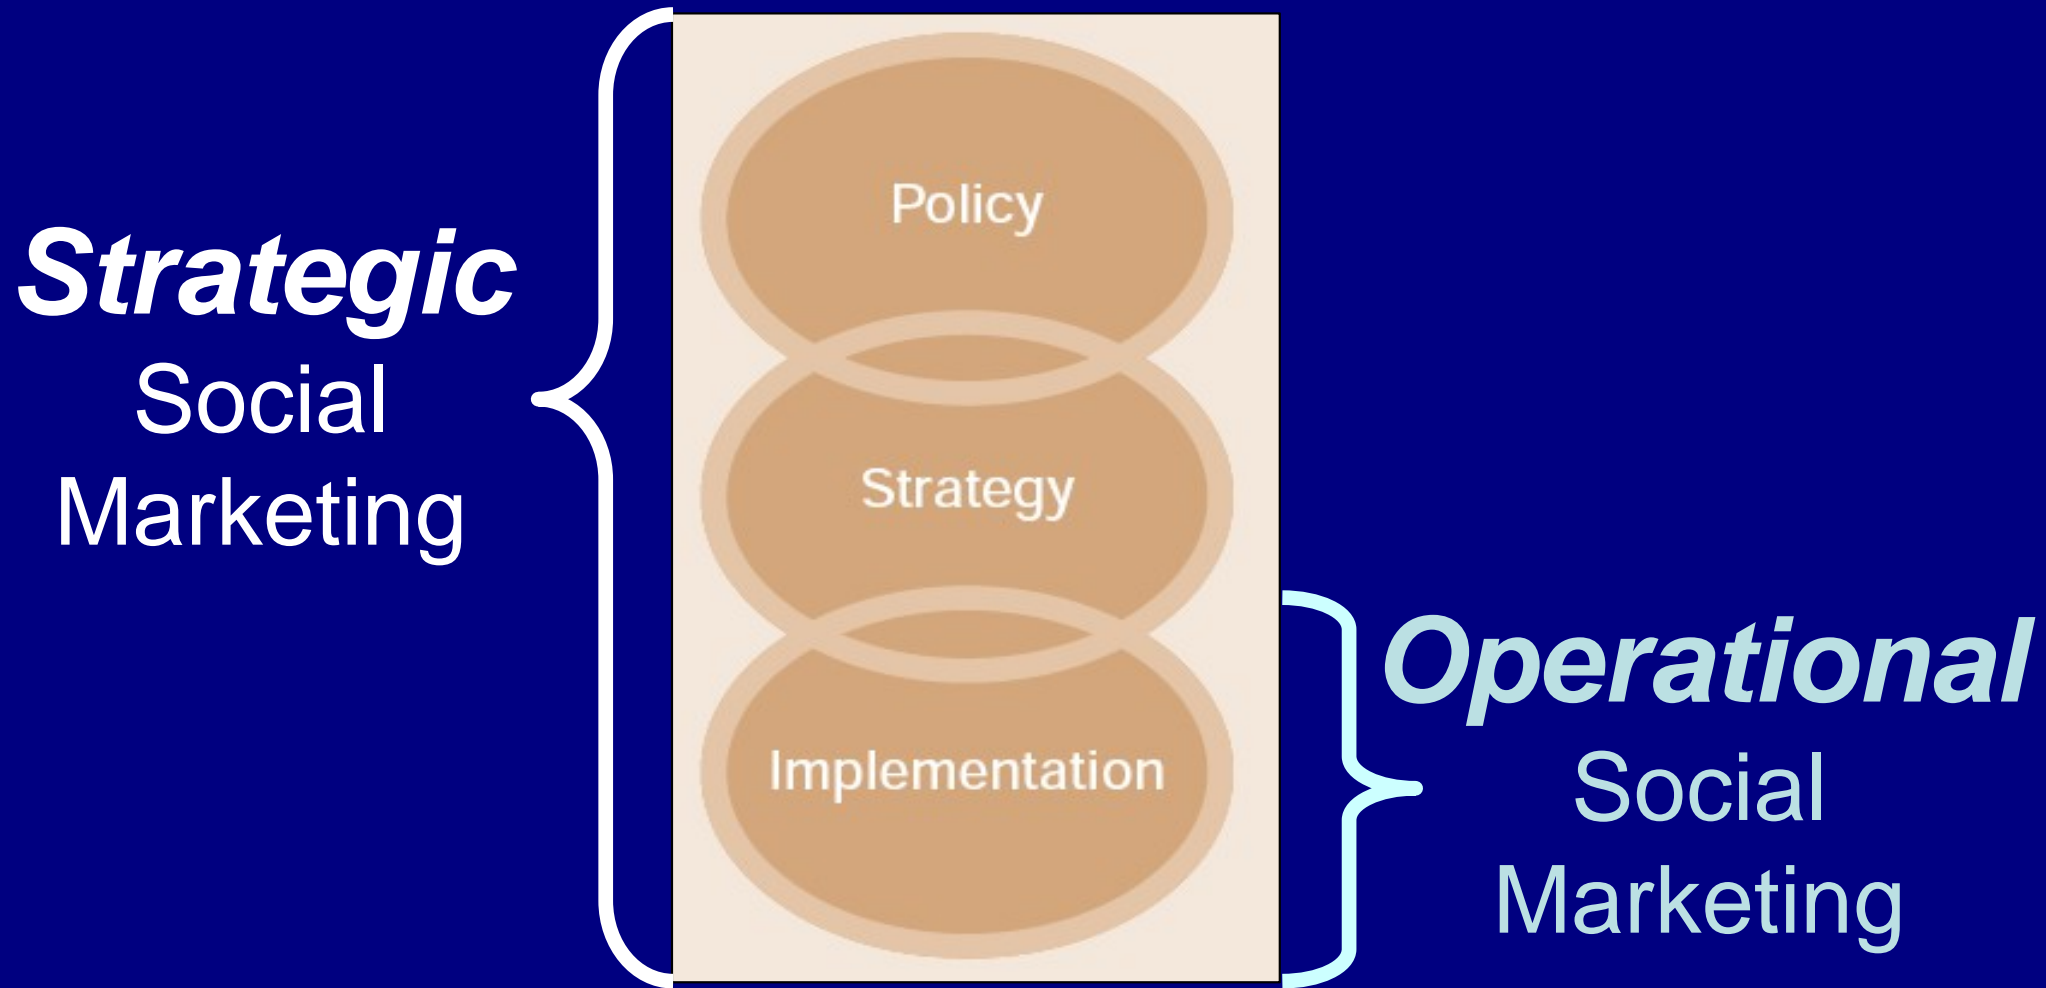 Strategic
Social
Marketing
Policy
Strategy
Implementation
Operational
Social
Marketing